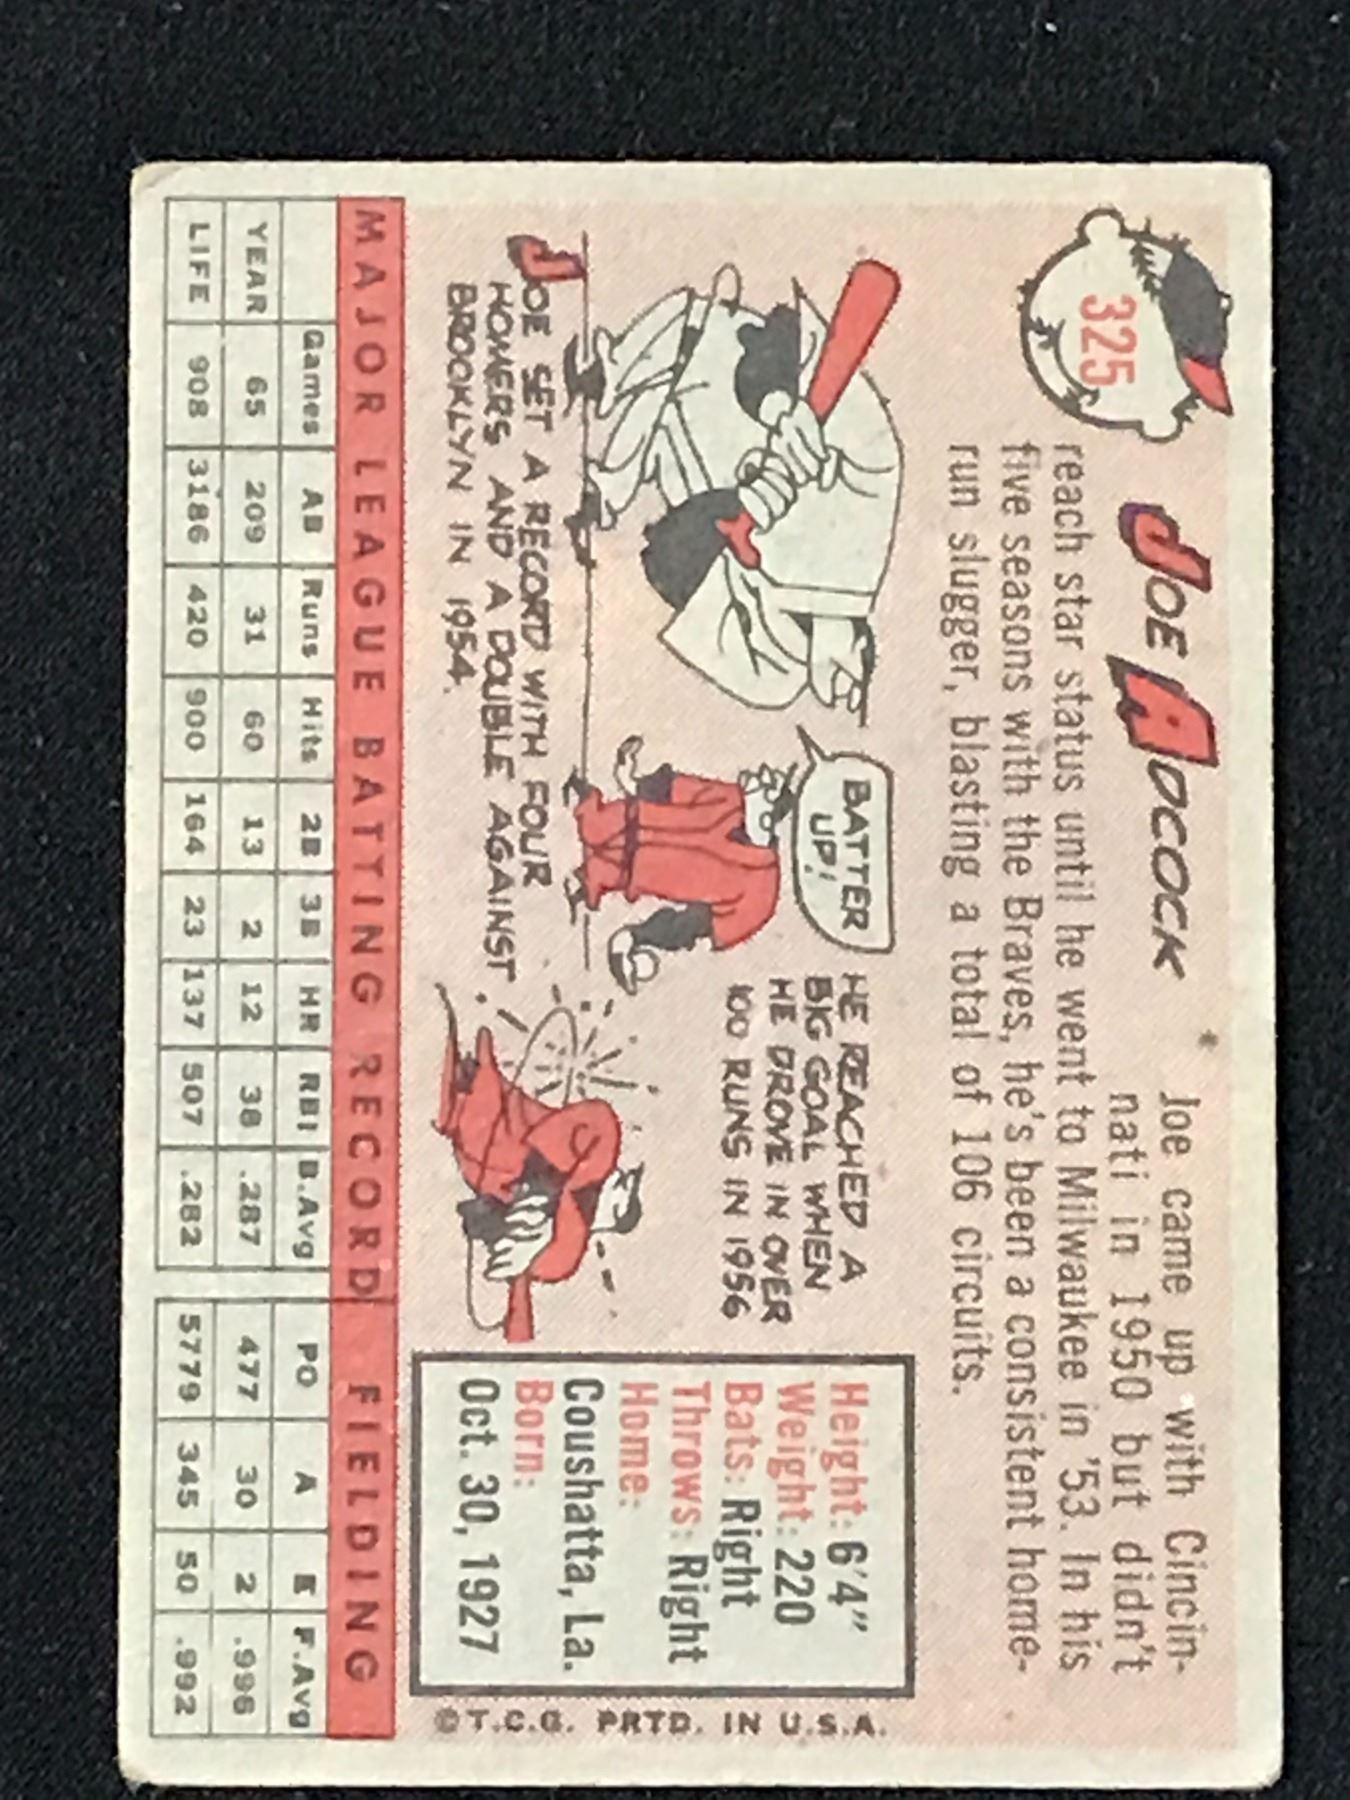 325
JOE ADCOCK
Joe came up with Cincin-
nati in 1950 but didn't
reach star status until he went to Milwaukee in '53. In his
five seasons with the Braves, he's been a consistent home-
run slugger, blasting a total of 106 circuits.
BATTER
UP!
HE REACHED A
BIG GOAL WHEN
HE DROVE IN OVER
100 RUNS IN 1956
JOE SET A RECORD WITH FOUR
HOMERS AND A DOUBLE AGAINST
BROOKLYN IN 1954.
Height: 6'4"
Weight: 220
Bats: Right
Throws: Right
Home:
Coushatta, La.
Born:
Oct. 30, 1927
©T.C.G. PRTD. IN U.S.A.
MAJOR LEAGUE BATTING RECORD FIELDING
Games AB Runs Hits 2B 3B HR RBI B.Avg PO A E F.Avg
YEAR 65 209 31 60 13 2 12 38 .287 477 30 2 .996
LIFE 908 3186 420 900 164 23 137 507 .282 5779 345 50 .992